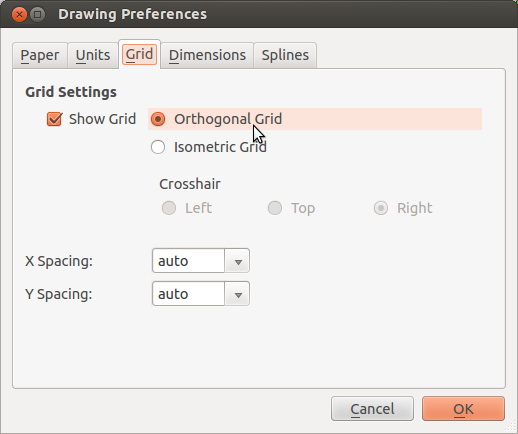 Drawing Preferences
Paper Units Grid Dimensions Splines
Grid Settings
Show Grid Orthogonal Grid
Isometric Grid
Crosshair
Left Top Right
X Spacing: auto
Y Spacing: auto
Cancel OK